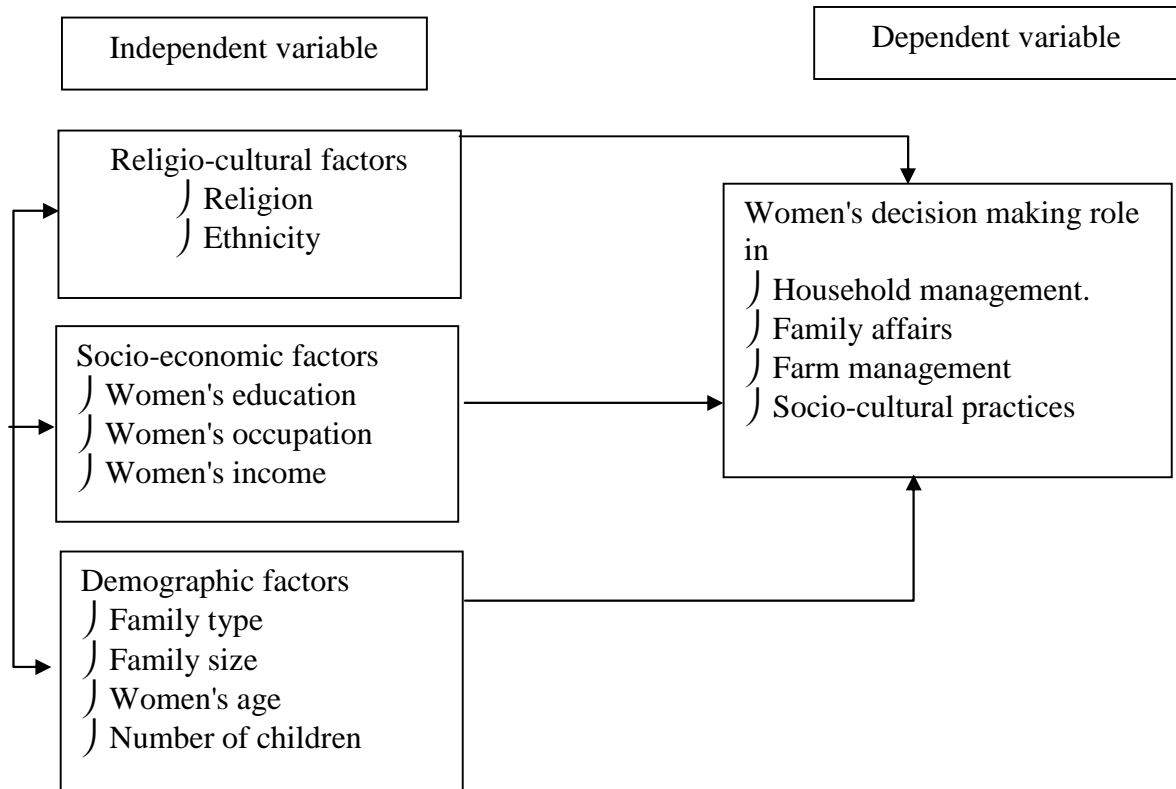 Independent variable
Dependent variable
Religio-cultural factors
⎠ Religion
⎠ Ethnicity
Women's decision making role
in
⎠ Household management.
⎠ Family affairs
⎠ Farm management
⎠ Socio-cultural practices
Socio-economic factors
⎠ Women's education
⎠ Women's occupation
⎠ Women's income
Demographic factors
⎠ Family type
⎠ Family size
⎠ Women's age
⎠ Number of children